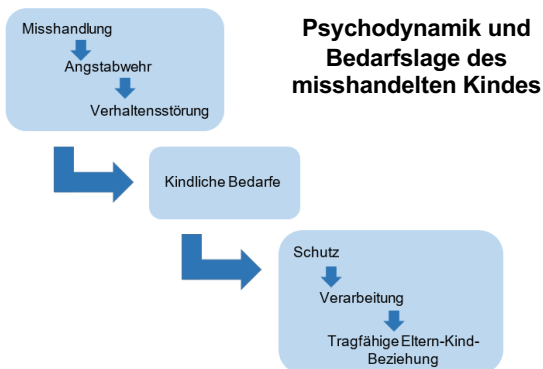 Psychodynamik und
Bedarfslage des
misshandelten Kindes
Misshandlung
Angstabwehr
Verhaltensstörung
Kindliche Bedarfe
Schutz
Verarbeitung
Tragfähige Eltern-Kind-
Beziehung